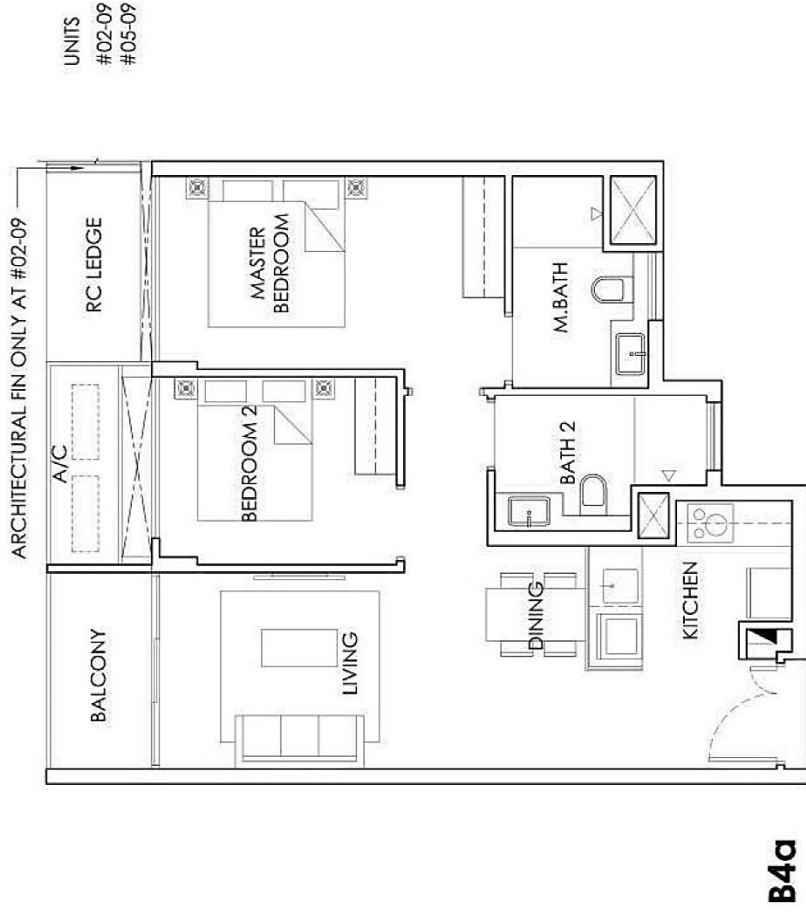 B4a
UNITS
#02-09
#05-09
ARCHITECTURAL FIN ONLY AT #02-09
BALCONY
A/C
RC LEDGE
LIVING
BEDROOM 2
MASTER
BEDROOM
DINING
BATH 2
M.BATH
KITCHEN